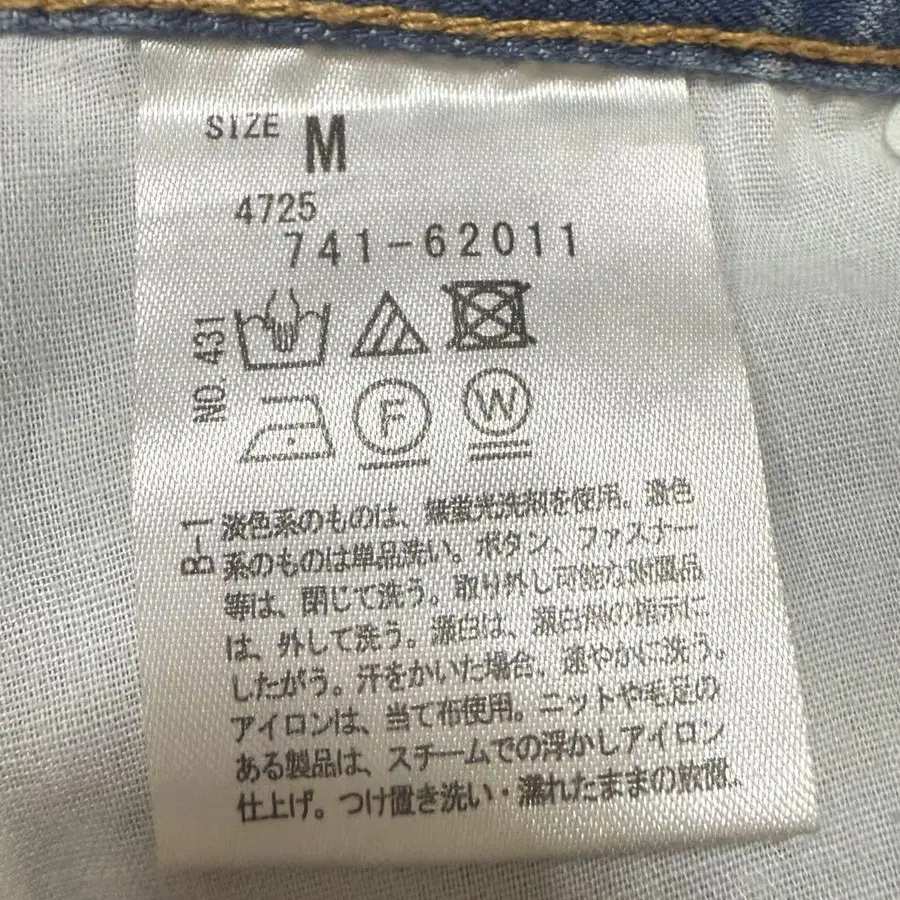 SIZE M
4725
741-62011
NO. 431
F
W
B-1
淡色系のものは、無蛍光洗剤を使用。濃色
系のものは単品洗い。ボタン、ファスナー
等は、閉じて洗う。取り外し可能な附属品
は、外して洗う。漂白は、漂白剤の指示に
したがう。汗をかいた場合、速やかに洗う。
アイロンは、当て布使用。ニットや毛足の
ある製品は、スチームでの浮かしアイロン
仕上げ。つけ置き洗い・濡れたままの放置、